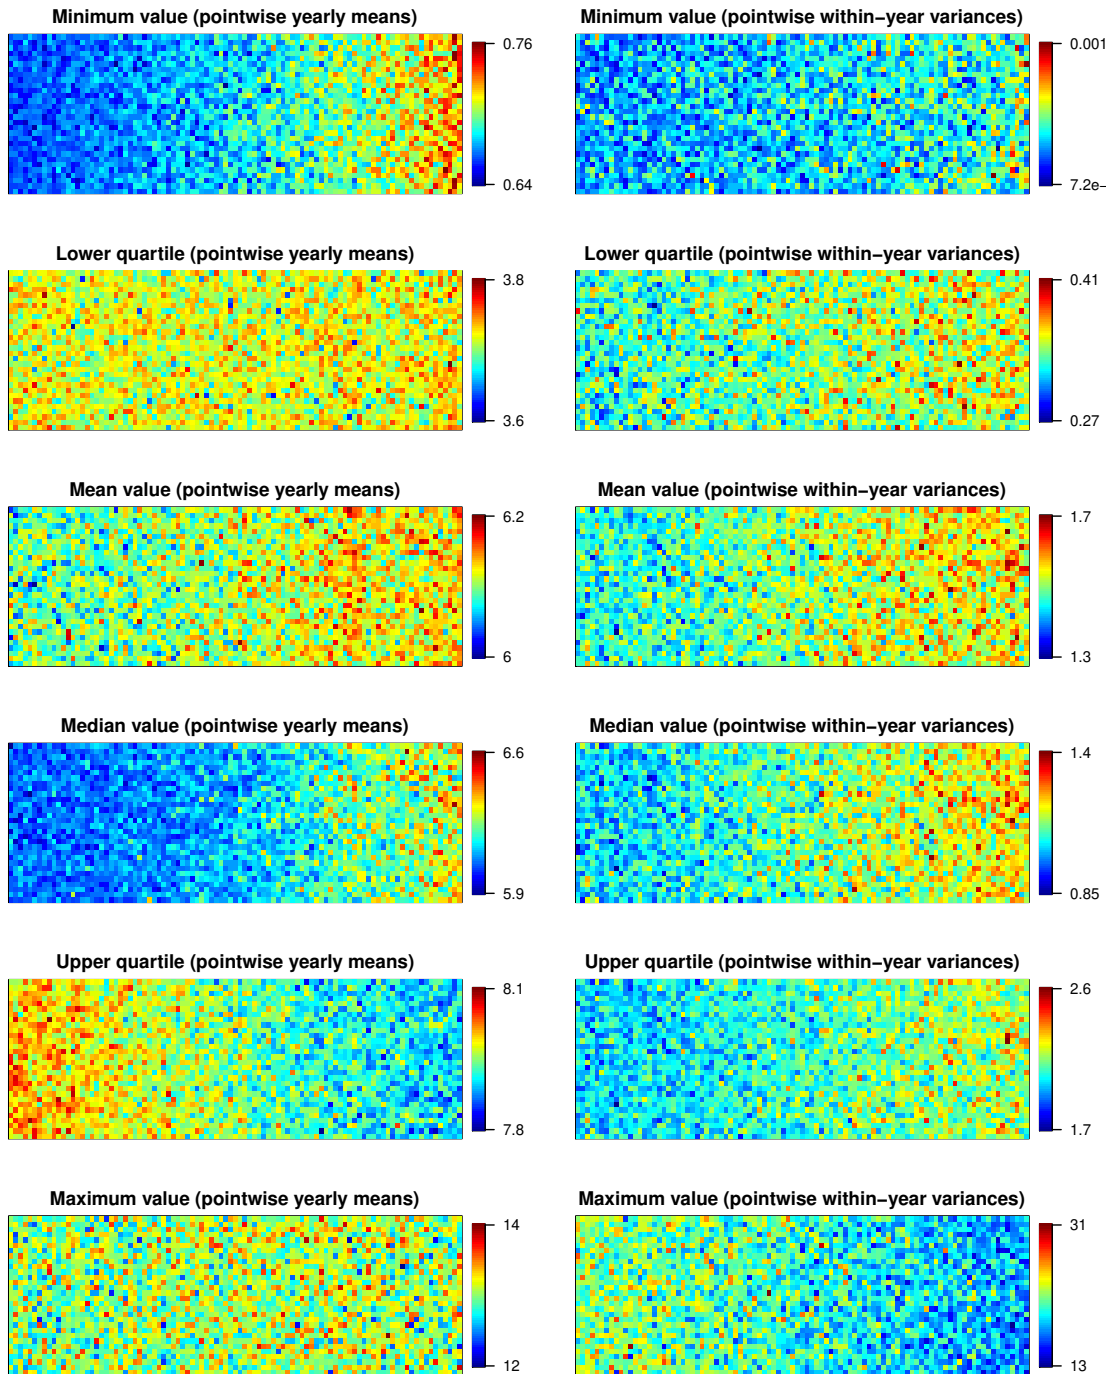 Minimum value (pointwise yearly means)
0.76
0.64
Minimum value (pointwise within−year variances)
0.001
7.2e−
Lower quartile (pointwise yearly means)
3.8
3.6
Lower quartile (pointwise within−year variances)
0.41
0.27
Mean value (pointwise yearly means)
6.2
6
Mean value (pointwise within−year variances)
1.7
1.3
Median value (pointwise yearly means)
6.6
5.9
Median value (pointwise within−year variances)
1.4
0.85
Upper quartile (pointwise yearly means)
8.1
7.8
Upper quartile (pointwise within−year variances)
2.6
1.7
Maximum value (pointwise yearly means)
14
12
Maximum value (pointwise within−year variances)
31
13